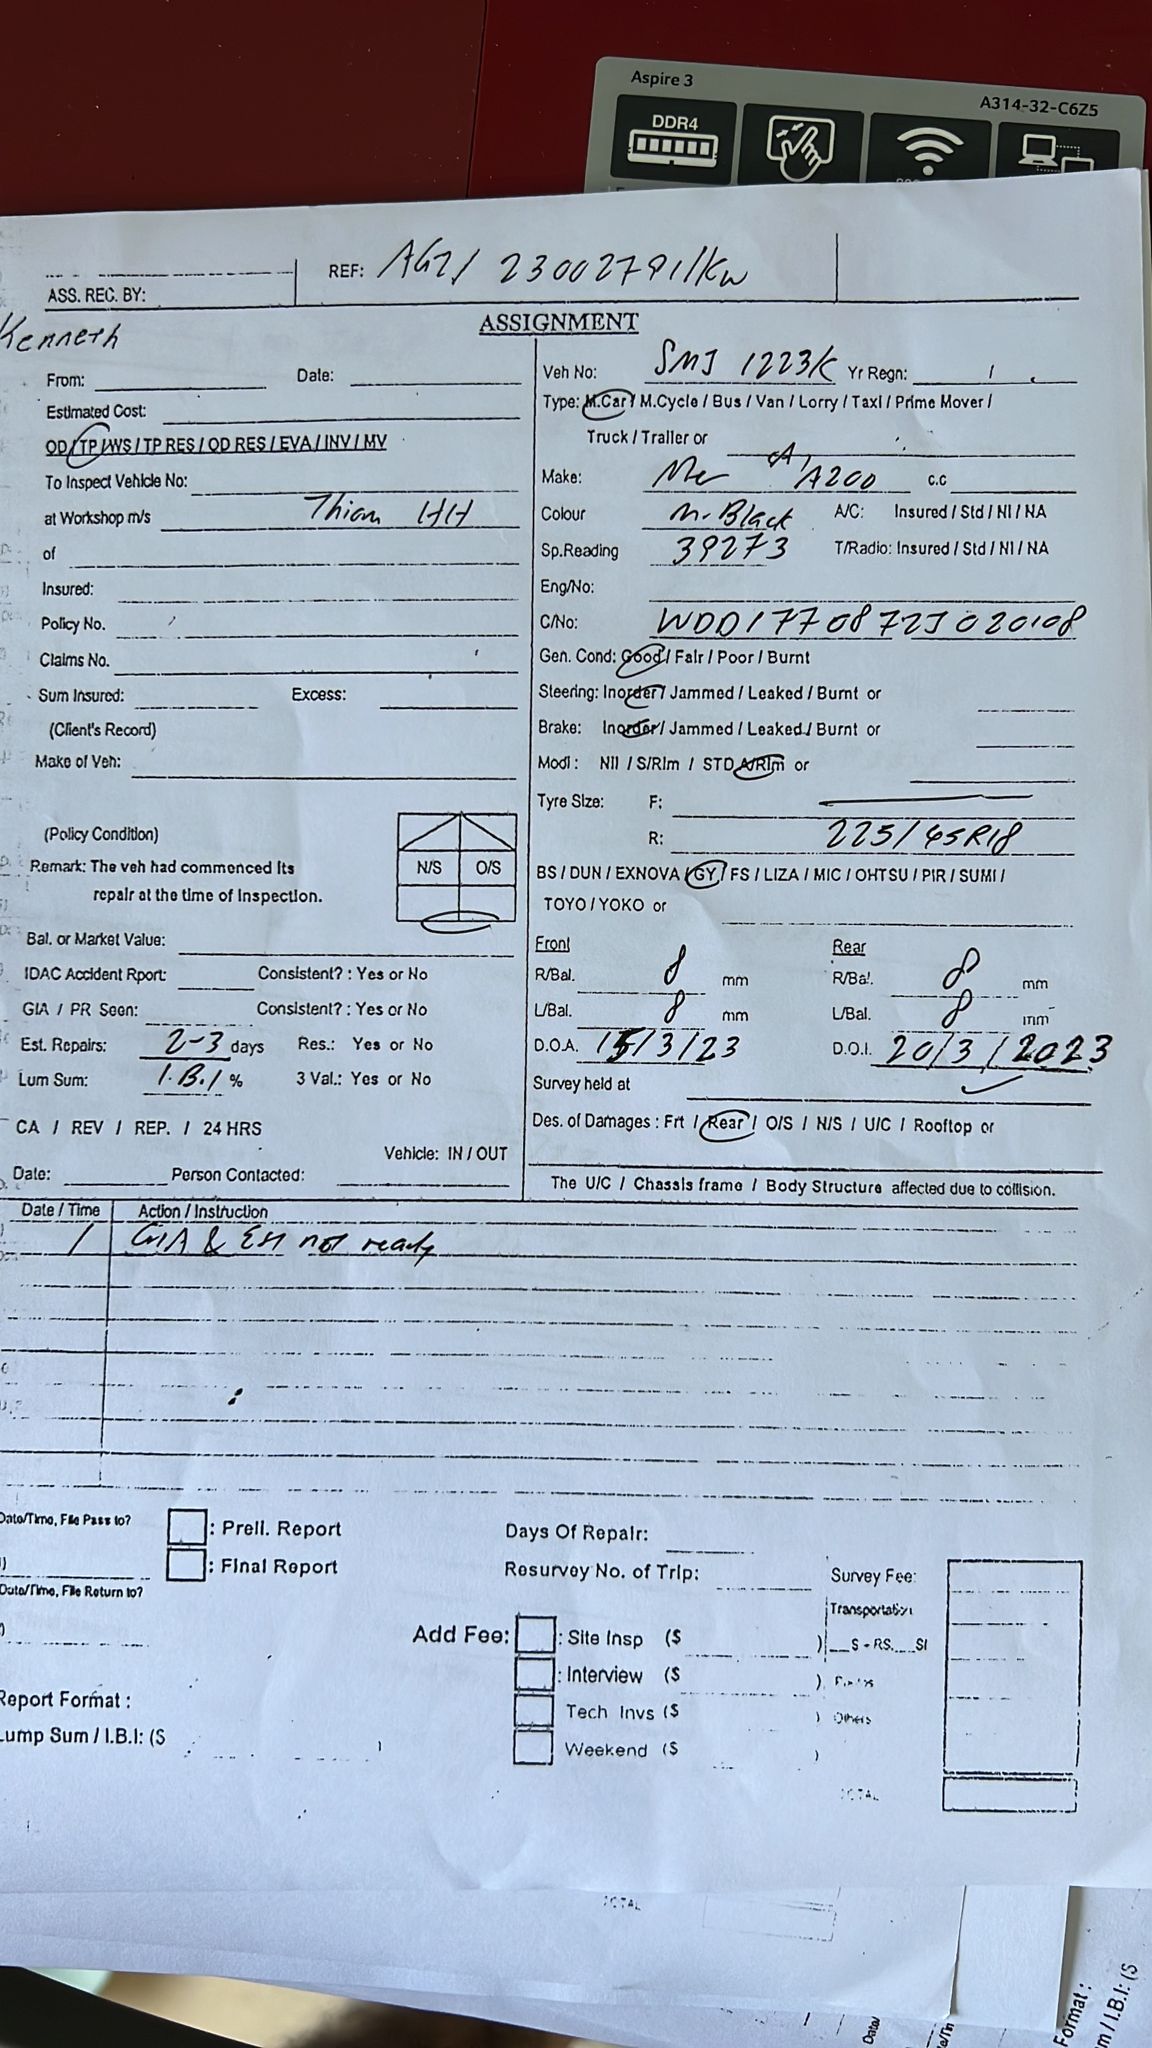 Aspire 3
A314-32-C6Z5
DDR4
REF: AG2/ 23002791/KW
ASS. REC. BY:
Kenneth
ASSIGNMENT
From:
Date:
Estimated Cost:
OD / TP / WS / TP RES / OD RES / EVA / INV / MV
To Inspect Vehicle No:
at Workshop m/s Thiam HH
of
Insured:
Policy No.
Claims No.
Sum Insured:
Excess:
(Client's Record)
Make of Veh:
(Policy Condition)
Remark: The veh had commenced its
repair at the time of Inspection.
N/S O/S
Bal. or Market Value:
IDAC Accident Rport: Consistent? : Yes or No
GIA / PR Seen: Consistent? : Yes or No
Est. Repairs: 2-3 days Res.: Yes or No
Lum Sum: I.B.I % 3 Val.: Yes or No
CA / REV / REP. / 24 HRS
Vehicle: IN / OUT
Date: Person Contacted:
Veh No: SMJ 1223K Yr Regn: /
Type: M.Car / M.Cycle / Bus / Van / Lorry / Taxi / Prime Mover /
Truck / Trailer or
Make: Mer A200 c.c
Colour M. Black A/C: Insured / Std / NI / NA
Sp.Reading 39273 T/Radio: Insured / Std / NI / NA
Eng/No:
C/No: WDD1770872J020108
Gen. Cond: Good / Fair / Poor / Burnt
Steering: Inorder / Jammed / Leaked / Burnt or
Brake: Inorder / Jammed / Leaked / Burnt or
Modi: Nil / S/Rim / STD A/Rim or
Tyre Size: F:
R: 225/45R18
BS / DUN / EXNOVA / GY / FS / LIZA / MIC / OHTSU / PIR / SUMI /
TOYO / YOKO or
Front Rear
R/Bal. 8 mm R/Bal. 8 mm
L/Bal. 8 mm L/Bal. 8 mm
D.O.A. 15/3/23 D.O.I. 20/3/2023
Survey held at
Des. of Damages : Frt / Rear / O/S / N/S / U/C / Rooftop or
The U/C / Chassis frame / Body Structure affected due to collision.
Date / Time Action / Instruction
/ GIA & Est not ready
Date/Time, File Pass to?
: Prell. Report
: Final Report
Date/Time, File Return to?
Days Of Repair:
Resurvey No. of Trip:
Survey Fee:
Transportation
Add Fee: : Site Insp ($ ) __S - RS.__SI
: Interview ($ )
Tech Invs ($ ) Others
Weekend ($ )
TOTAL
Report Format :
Lump Sum / I.B.I: ($ )
TOTAL
Format :
m / I.B.I: ($
Date/